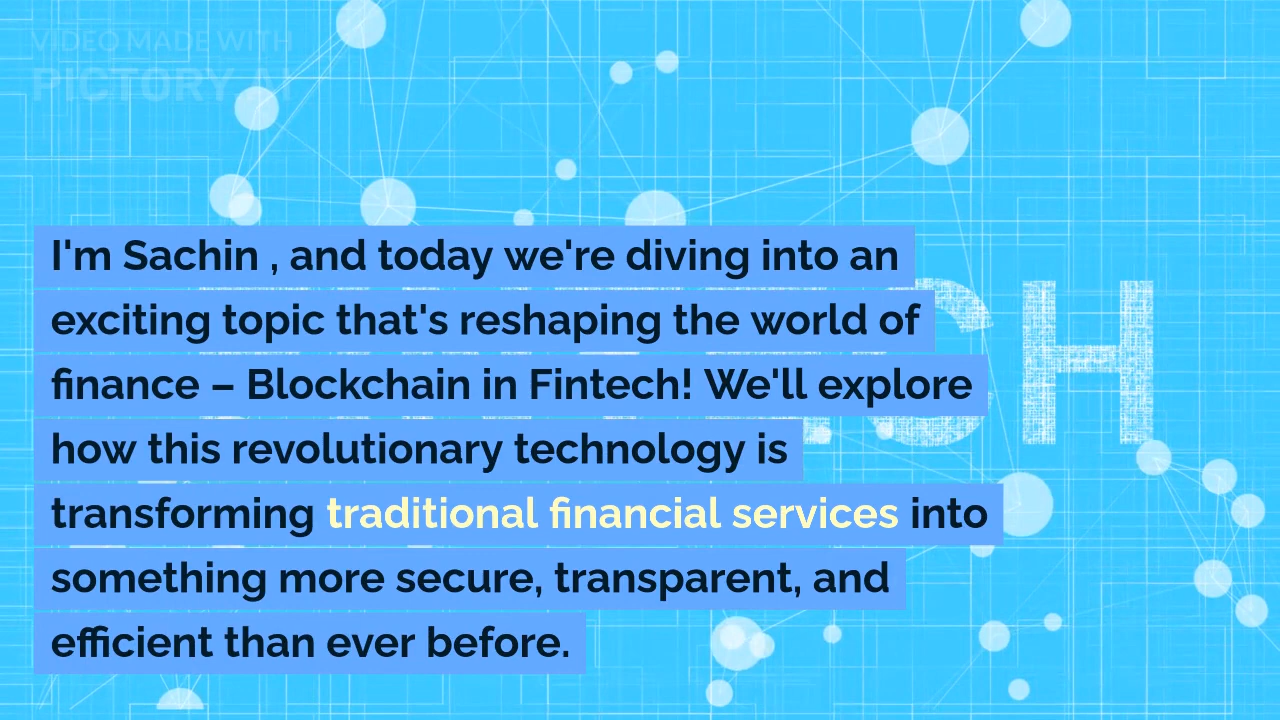 VIDEO MADE WITH
PICTORY AI
I'm Sachin , and today we're diving into an
exciting topic that's reshaping the world of
finance – Blockchain in Fintech! We'll explore
how this revolutionary technology is
transforming traditional financial services into
something more secure, transparent, and
efficient than ever before.